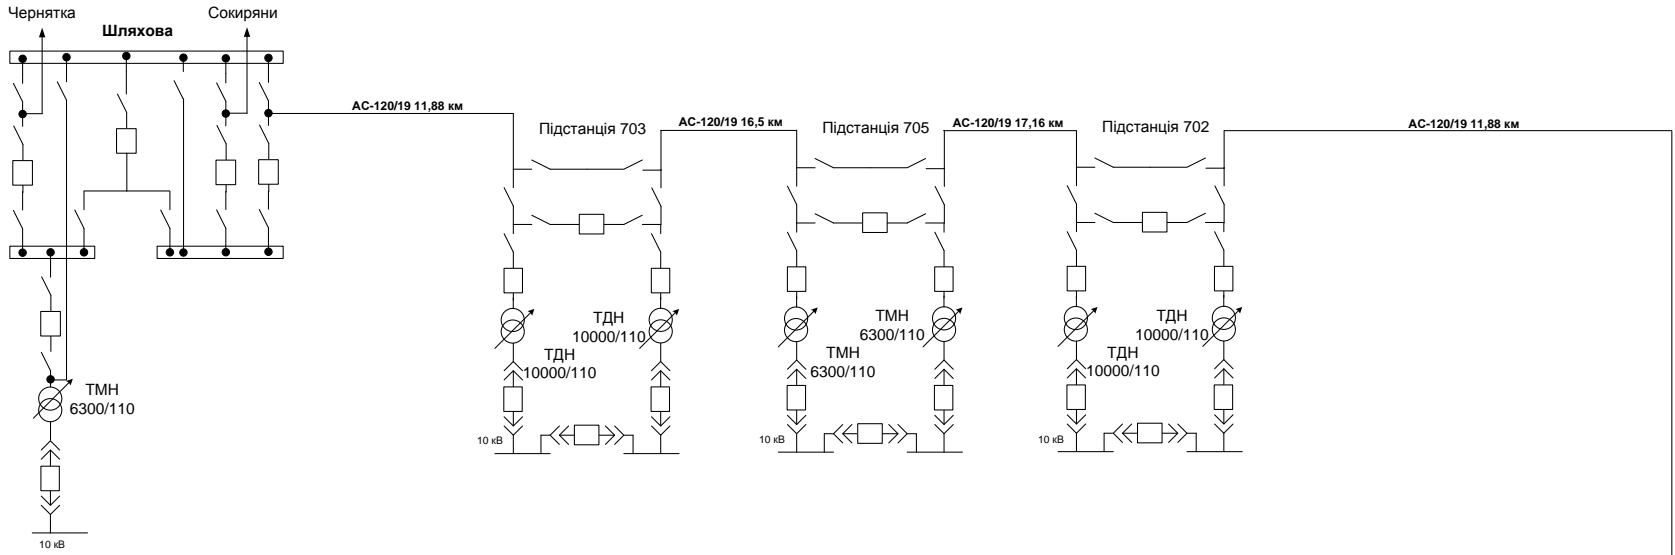 Чернятка
Сокиряни
Шляхова
АС-120/19 11,88 км
Підстанція 703
АС-120/19 16,5 км
Підстанція 705
АС-120/19 17,16 км
Підстанція 702
АС-120/19 11,88 км
ТДН
10000/110
ТДН
10000/110
ТМН
6300/110
ТМН
6300/110
ТДН
10000/110
ТДН
10000/110
ТМН
6300/110
10 кВ
10 кВ
10 кВ
10 кВ